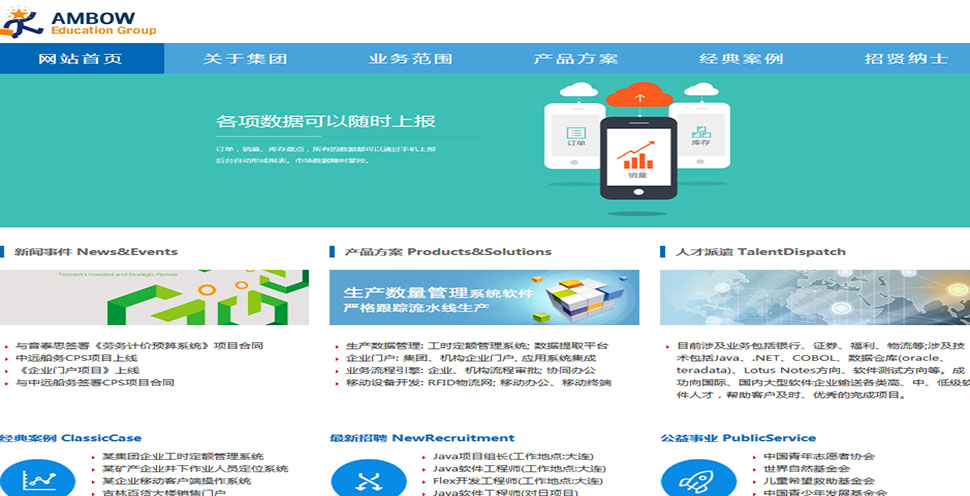 AMBOW
Education Group
网站首页 关于集团 业务范围 产品方案 经典案例 招贤纳士
各项数据可以随时上报
订单，销量、库存盘点，所有的数据都可以通过手机上报
后台自动形成报表。市场数据随时掌控。
订单
销量
库存
新闻事件 News&Events
Tencent's Invested and Strategic Partner
与音泰思签署《劳务计价预算系统》项目合同
中远船务CPS项目上线
《企业门户项目》上线
与中远船务签署CPS项目合同
产品方案 Products&Solutions
生产数量管理系统软件
严格跟踪流水线生产
生产数据管理: 工时定额管理系统; 数据提取平台
企业门户: 集团、机构企业门户, 应用系统集成
业务流程引擎: 企业、机构流程审批; 协同办公
移动设备开发: RFID物流网; 移动办公、移动终端
人才派遣 TalentDispatch
目前涉及业务包括银行、证券、福利、物流等;涉及技
术包括Java、.NET、COBOL、数据仓库(oracle、
teradata)、Lotus Notes方向、软件测试方向等。成
功向国际、国内大型软件企业输送各类高、中、低级软
件人才，帮助客户及时、优秀的完成项目。
经典案例 ClassicCase
某集团企业工时定额管理系统
某矿产企业井下作业人员定位系统
某企业移动客户端操作系统
吉林百货大楼销售门户
最新招聘 NewRecruitment
Java项目组长(工作地点:大连)
Java软件工程师(工作地点:大连)
Flex开发工程师(工作地点:大连)
Java软件工程师(对日项目)
公益事业 PublicService
中国青年志愿者协会
世界自然基金会
儿童希望救助基金会
中国青少年发展基金会